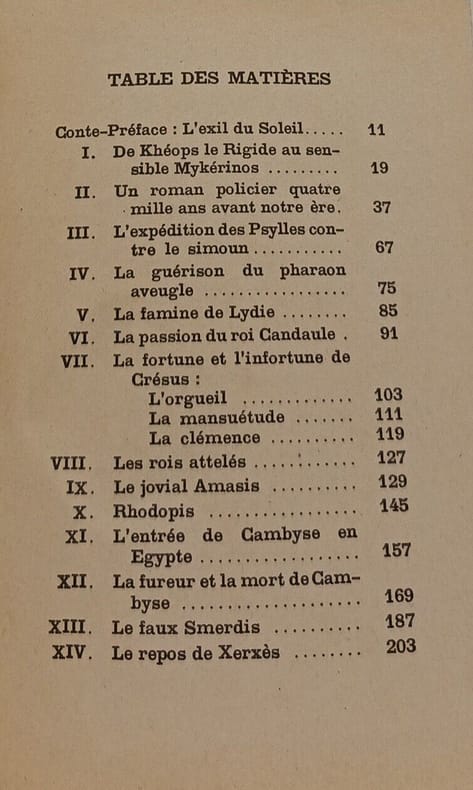 TABLE DES MATIÈRES
Conte-Préface : L'exil du Soleil..... 11
I. De Khéops le Rigide au sen-
sible Mykérinos ......... 19
II. Un roman policier quatre
mille ans avant notre ère. 37
III. L'expédition des Psylles con-
tre le simoun........... 67
IV. La guérison du pharaon
aveugle ................. 75
V. La famine de Lydie ........ 85
VI. La passion du roi Candaule . 91
VII. La fortune et l'infortune de
Crésus :
L'orgueil ............. 103
La mansuétude ....... 111
La clémence .......... 119
VIII. Les rois attelés ............ 127
IX. Le jovial Amasis .......... 129
X. Rhodopis ................. 145
XI. L'entrée de Cambyse en
Egypte .................. 157
XII. La fureur et la mort de Cam-
byse .................... 169
XIII. Le faux Smerdis .......... 187
XIV. Le repos de Xerxès ........ 203